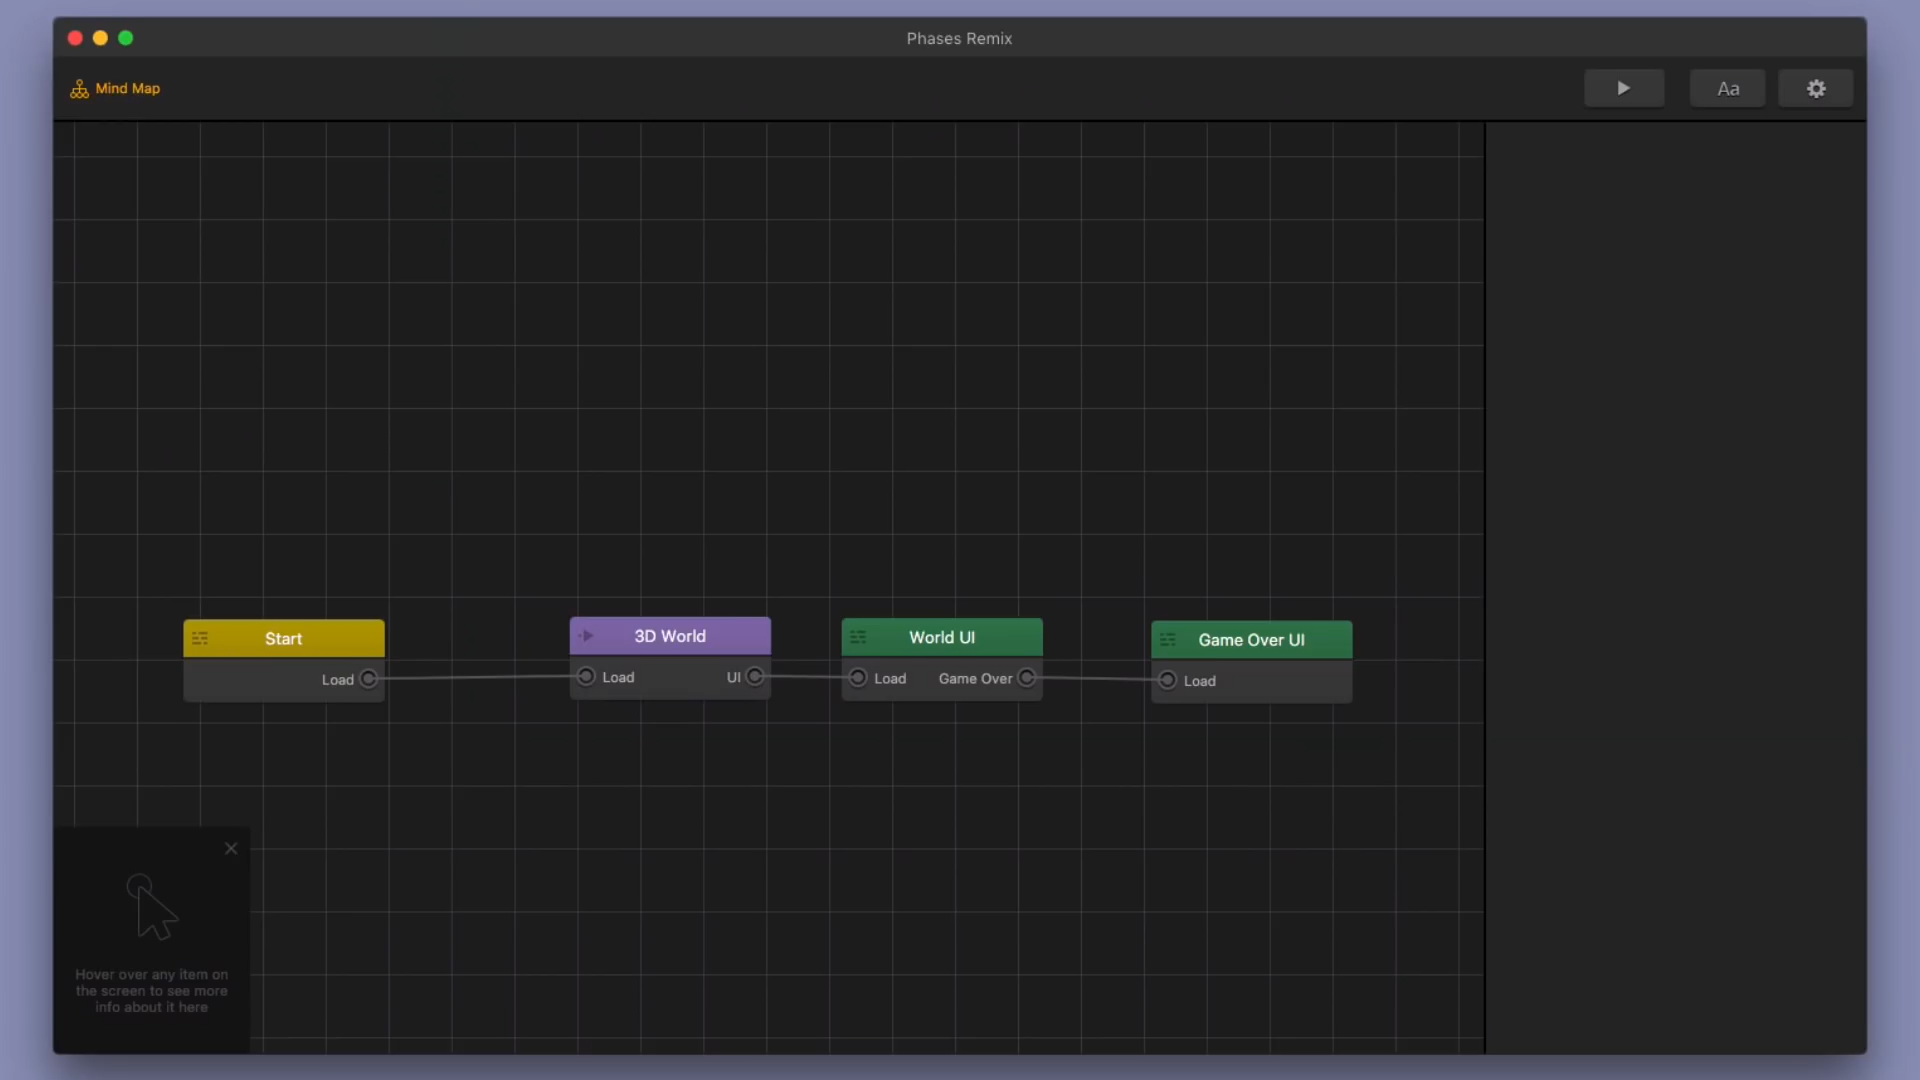 Phases Remix
Mind Map
Aa
Start
Load
3D World
Load UI
World UI
Load Game Over
Game Over UI
Load
Hover over any item on
the screen to see more
info about it here